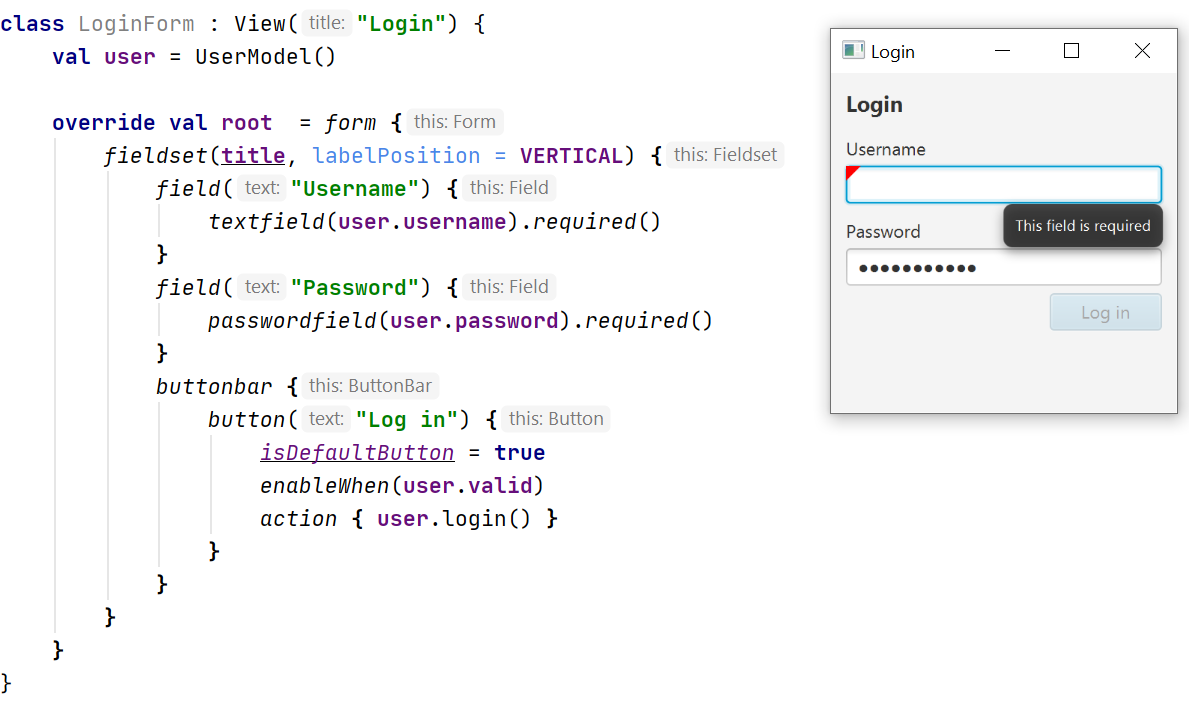 class LoginForm : View( title: "Login") {
    val user = UserModel()

    override val root  = form { this: Form
        fieldset(title, labelPosition = VERTICAL) { this: Fieldset
            field( text: "Username") { this: Field
                textfield(user.username).required()
            }
            field( text: "Password") { this: Field
                passwordfield(user.password).required()
            }
            buttonbar { this: ButtonBar
                button( text: "Log in") { this: Button
                    isDefaultButton = true
                    enableWhen(user.valid)
                    action { user.login() }
                }
            }
        }
    }
}
Login
Login
Username
This field is required
Password
●●●●●●●●●●●
Log in